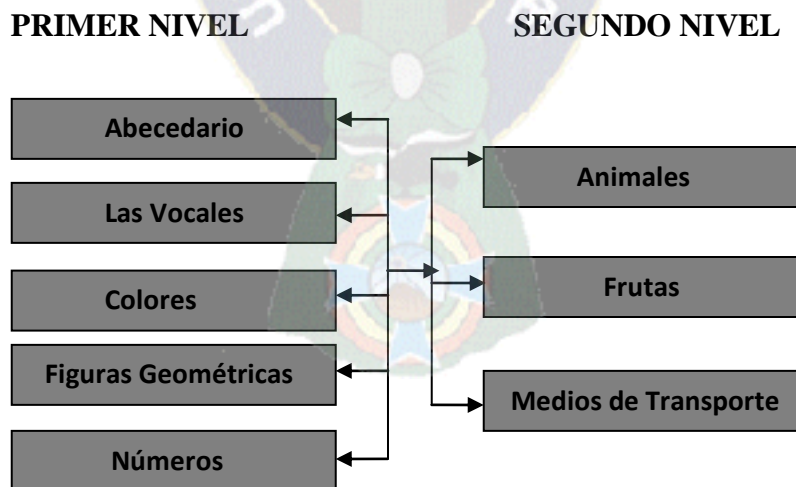 PRIMER NIVEL
SEGUNDO NIVEL
Abecedario
Las Vocales
Colores
Figuras Geométricas
Números
Animales
Frutas
Medios de Transporte